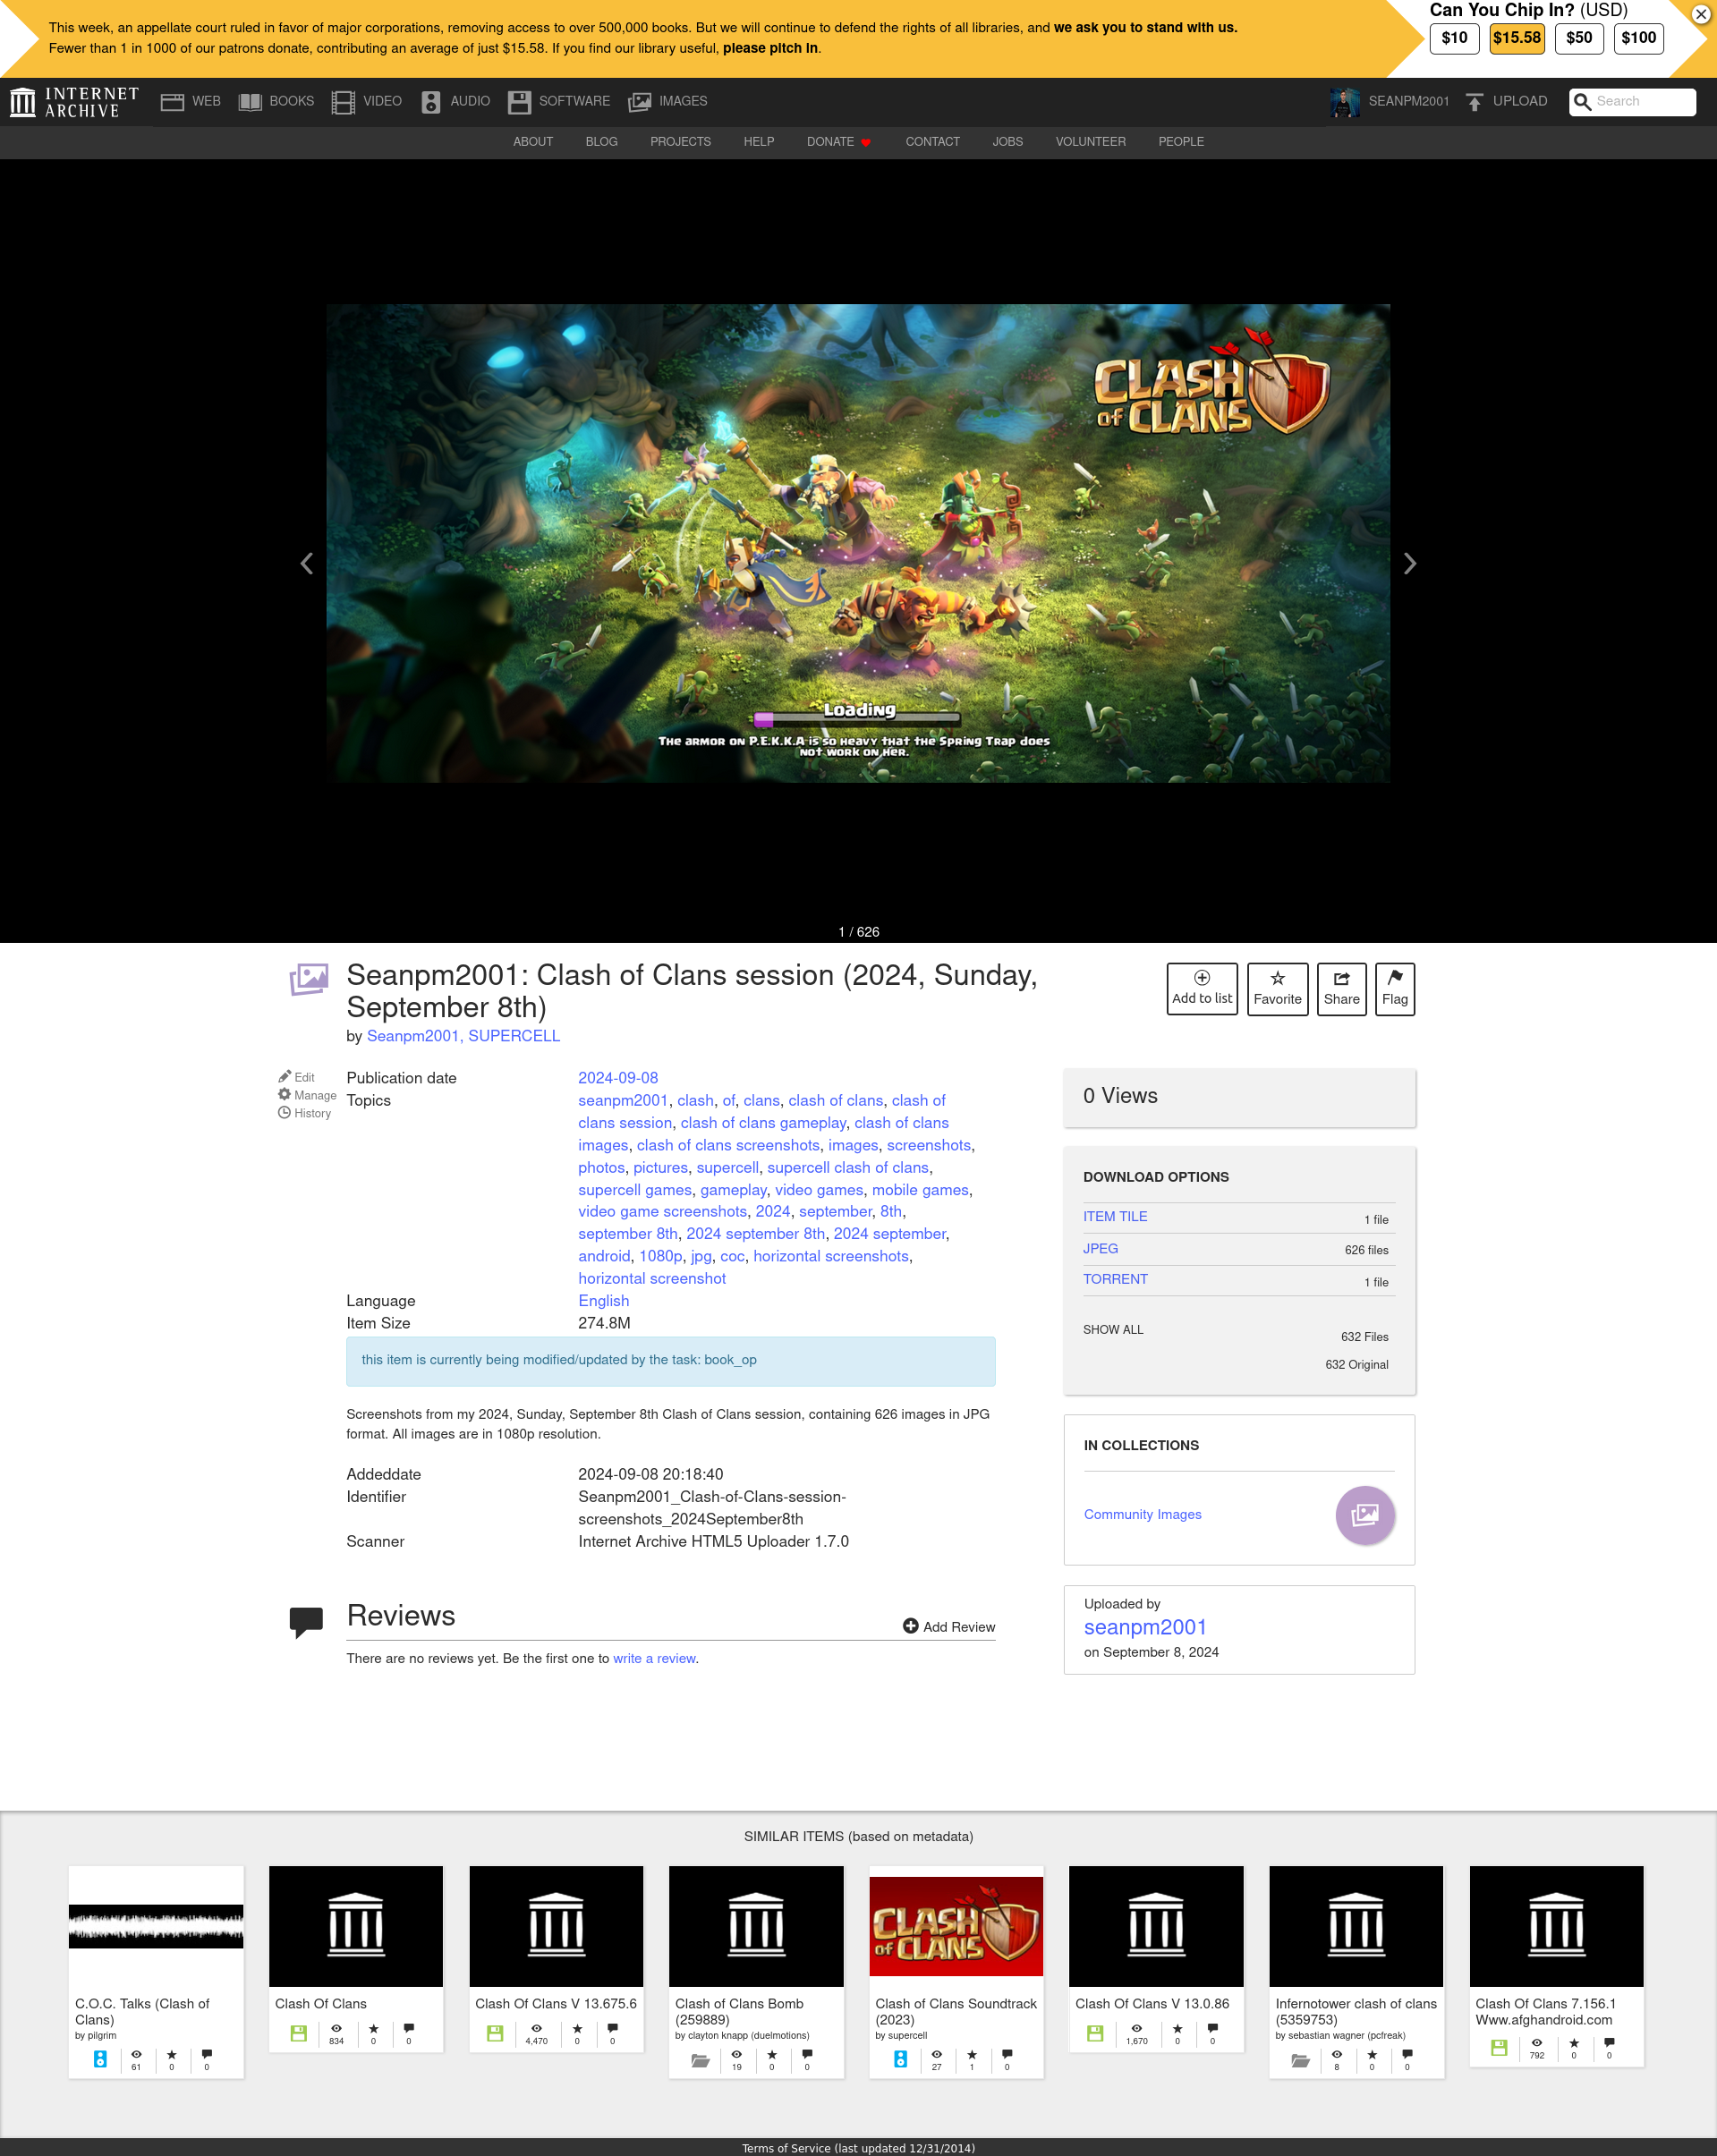 This week, an appellate court ruled in favor of major corporations, removing access to over 500,000 books. But we will continue to defend the rights of all libraries, and we ask you to stand with us.
Fewer than 1 in 1000 of our patrons donate, contributing an average of just $15.58. If you find our library useful, please pitch in.
Can You Chip In? (USD)
$10 $15.58 $50 $100
INTERNET
ARCHIVE
WEB BOOKS VIDEO AUDIO SOFTWARE IMAGES SEANPM2001 UPLOAD Search
ABOUT BLOG PROJECTS HELP DONATE CONTACT JOBS VOLUNTEER PEOPLE
CLASH
OF CLANS
Loading
The armor on P.E.K.K.A is so heavy that the Spring Trap does
not work on her.
1 / 626
Seanpm2001: Clash of Clans session (2024, Sunday,
September 8th)
by Seanpm2001, SUPERCELL
Add to list Favorite Share Flag
Edit
Manage
History
Publication date 2024-09-08
Topics seanpm2001, clash, of, clans, clash of clans, clash of
clans session, clash of clans gameplay, clash of clans
images, clash of clans screenshots, images, screenshots,
photos, pictures, supercell, supercell clash of clans,
supercell games, gameplay, video games, mobile games,
video game screenshots, 2024, september, 8th,
september 8th, 2024 september 8th, 2024 september,
android, 1080p, jpg, coc, horizontal screenshots,
horizontal screenshot
Language English
Item Size 274.8M
this item is currently being modified/updated by the task: book_op
Screenshots from my 2024, Sunday, September 8th Clash of Clans session, containing 626 images in JPG
format. All images are in 1080p resolution.
Addeddate 2024-09-08 20:18:40
Identifier Seanpm2001_Clash-of-Clans-session-
screenshots_2024September8th
Scanner Internet Archive HTML5 Uploader 1.7.0
Reviews
Add Review
There are no reviews yet. Be the first one to write a review.
0 Views
DOWNLOAD OPTIONS
ITEM TILE 1 file
JPEG 626 files
TORRENT 1 file
SHOW ALL 632 Files
632 Original
IN COLLECTIONS
Community Images
Uploaded by
seanpm2001
on September 8, 2024
SIMILAR ITEMS (based on metadata)
C.O.C. Talks (Clash of
Clans)
by pilgrim
61 0 0
Clash Of Clans
834 0 0
Clash Of Clans V 13.675.6
4,470 0 0
Clash of Clans Bomb
(259889)
by clayton knapp (duelmotions)
19 0 0
CLASH
OF CLANS
Clash of Clans Soundtrack
(2023)
by supercell
27 1 0
Clash Of Clans V 13.0.86
1,670 0 0
Infernotower clash of clans
(5359753)
by sebastian wagner (pcfreak)
8 0 0
Clash Of Clans 7.156.1
Www.afghandroid.com
792 0 0
Terms of Service (last updated 12/31/2014)